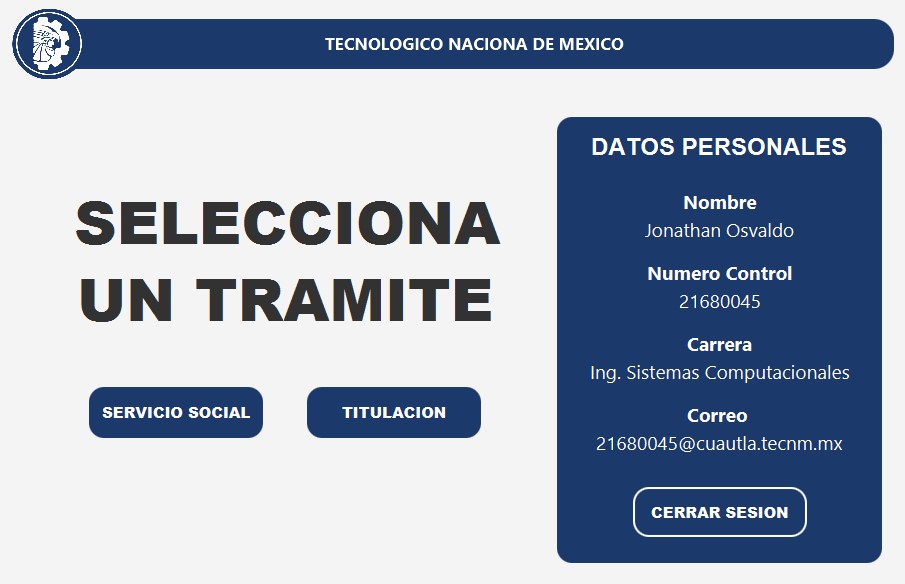 TECNOLOGICO NACIONA DE MEXICO
SELECCIONA
UN TRAMITE
SERVICIO SOCIAL
TITULACION
DATOS PERSONALES
Nombre
Jonathan Osvaldo
Numero Control
21680045
Carrera
Ing. Sistemas Computacionales
Correo
21680045@cuautla.tecnm.mx
CERRAR SESION